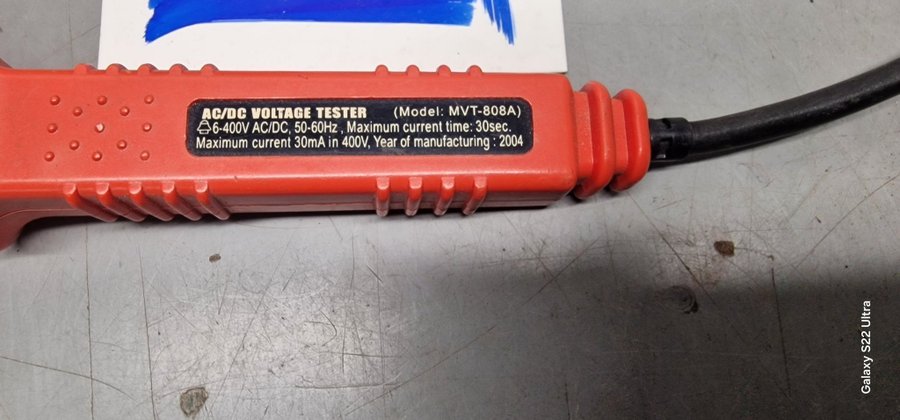 AC/DC VOLTAGE TESTER (Model: MVT-808A)
6-400V AC/DC, 50-60Hz , Maximum current time: 30sec.
Maximum current 30mA in 400V, Year of manufacturing : 2004
Galaxy S22 Ultra